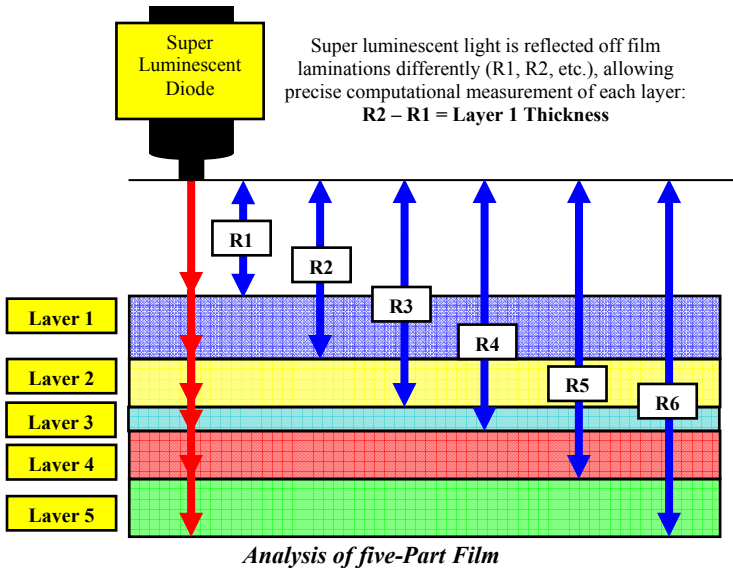 Super
Luminescent
Diode
Super luminescent light is reflected off film
laminations differently (R1, R2, etc.), allowing
precise computational measurement of each layer:
R2 – R1 = Layer 1 Thickness
R1
R2
R3
R4
R5
R6
Layer 1
Layer 2
Layer 3
Layer 4
Layer 5
Analysis of five-Part Film